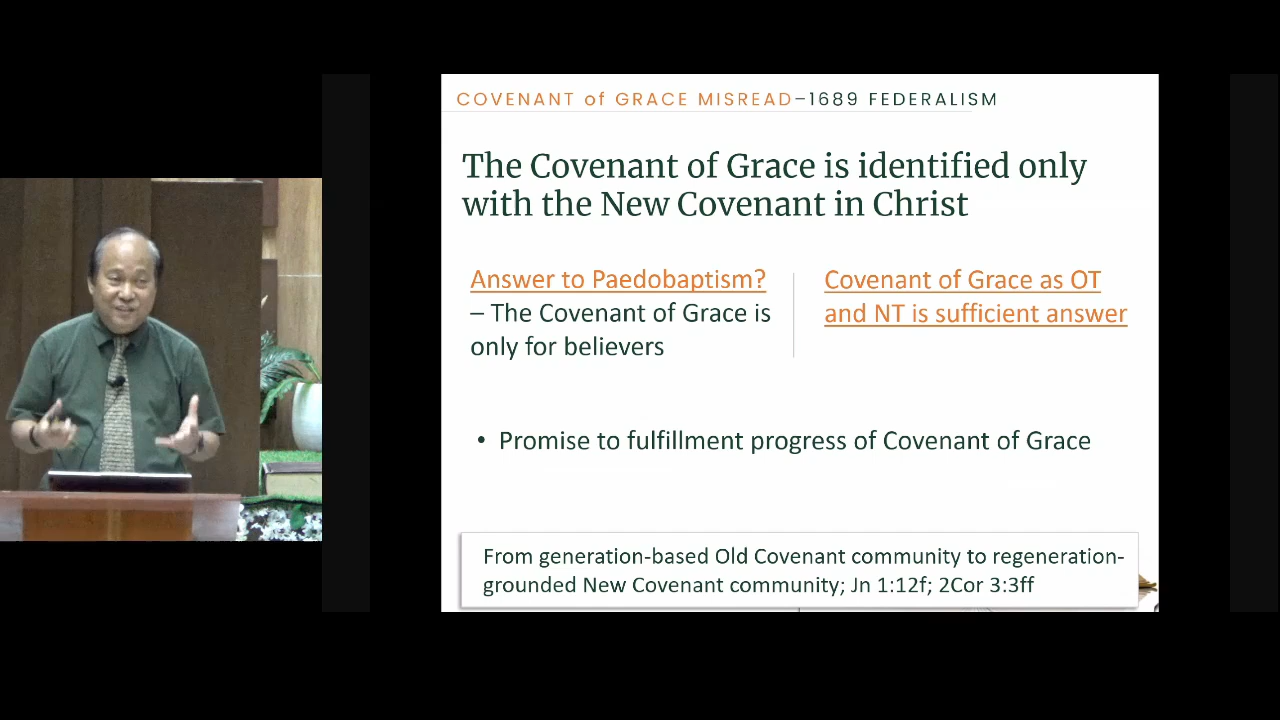 COVENANT of GRACE MISREAD–1689 FEDERALISM
The Covenant of Grace is identified only
with the New Covenant in Christ
Answer to Paedobaptism?
– The Covenant of Grace is
only for believers
Covenant of Grace as OT
and NT is sufficient answer
• Promise to fulfillment progress of Covenant of Grace
From generation-based Old Covenant community to regeneration-
grounded New Covenant community; Jn 1:12f; 2Cor 3:3ff